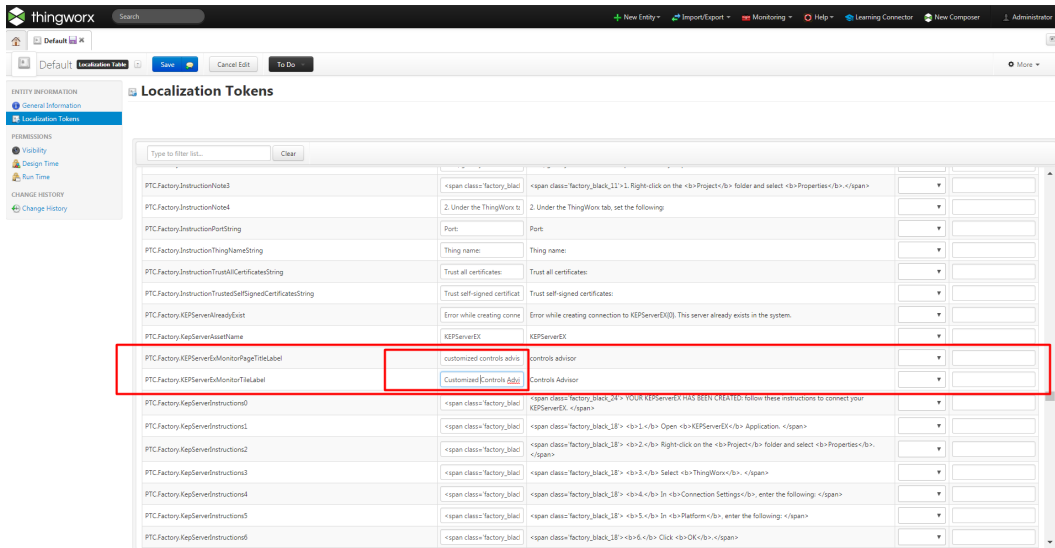 thingworx Search New Entity Import/Export Monitoring Help Learning Connector New Composer Administrator
Default
Default Localization Table Save Cancel Edit To Do More
ENTITY INFORMATION
General Information
Localization Tokens
PERMISSIONS
Visibility
Design Time
Run Time
CHANGE HISTORY
Change History
Localization Tokens
Type to filter list... Clear
PTC.Factory.InstructionNote3 <span class='factory_blacl <span class='factory_black_11'>1. Right-click on the <b>Project</b> folder and select <b>Properties</b>.</span>
PTC.Factory.InstructionNote4 2. Under the ThingWorx ta 2. Under the ThingWorx tab, set the following:
PTC.Factory.InstructionPortString Port: Port:
PTC.Factory.InstructionThingNameString Thing name: Thing name:
PTC.Factory.InstructionTrustAllCertificatesString Trust all certificates: Trust all certificates:
PTC.Factory.InstructionTrustedSelfSignedCertificatesString Trust self-signed certificat Trust self-signed certificates:
PTC.Factory.KEPServerAlreadyExist Error while creating conne Error while creating connection to KEPServerEX{0}. This server already exists in the system.
PTC.Factory.KepServerAssetName KEPServerEX KEPServerEX
PTC.Factory.KEPServerExMonitorPageTitleLabel customized controls advis controls advisor
PTC.Factory.KEPServerExMonitorTileLabel Customized Controls Advi Controls Advisor
PTC.Factory.KepServerInstructions0 <span class='factory_blacl <span class='factory_black_24'> YOUR KEPServerEX HAS BEEN CREATED: follow these instructions to connect your
KEPServerEX. </span>
PTC.Factory.KepServerInstructions1 <span class='factory_blacl <span class='factory_black_18'> <b>1.</b> Open <b>KEPServerEX</b> Application. </span>
PTC.Factory.KepServerInstructions2 <span class='factory_blacl <span class='factory_black_18'> <b>2.</b> Right-click on the <b>Project</b> folder and select <b>Properties</b>.
</span>
PTC.Factory.KepServerInstructions3 <span class='factory_blacl <span class='factory_black_18'> <b>3.</b> Select <b>ThingWorx</b>. </span>
PTC.Factory.KepServerInstructions4 <span class='factory_blacl <span class='factory_black_18'> <b>4.</b> In <b>Connection Settings</b>, enter the following: </span>
PTC.Factory.KepServerInstructions5 <span class='factory_blacl <span class='factory_black_18'> <b>5.</b> In <b>Platform</b>, enter the following: </span>
PTC.Factory.KepServerInstructions6 <span class='factory_blacl <span class='factory_black_18'> <b>6.</b> Click <b>OK</b>.</span>